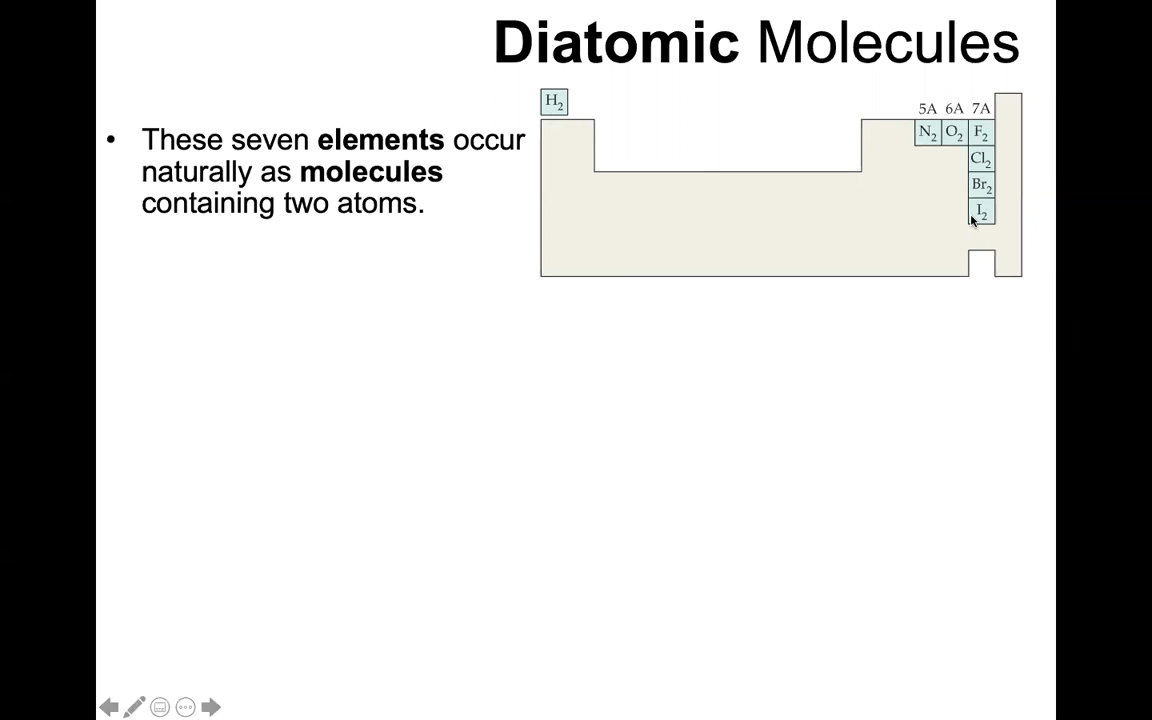 Diatomic Molecules
• These seven elements occur
naturally as molecules
containing two atoms.
H₂
5A 6A 7A
N₂ O₂ F₂
Cl₂
Br₂
I₂